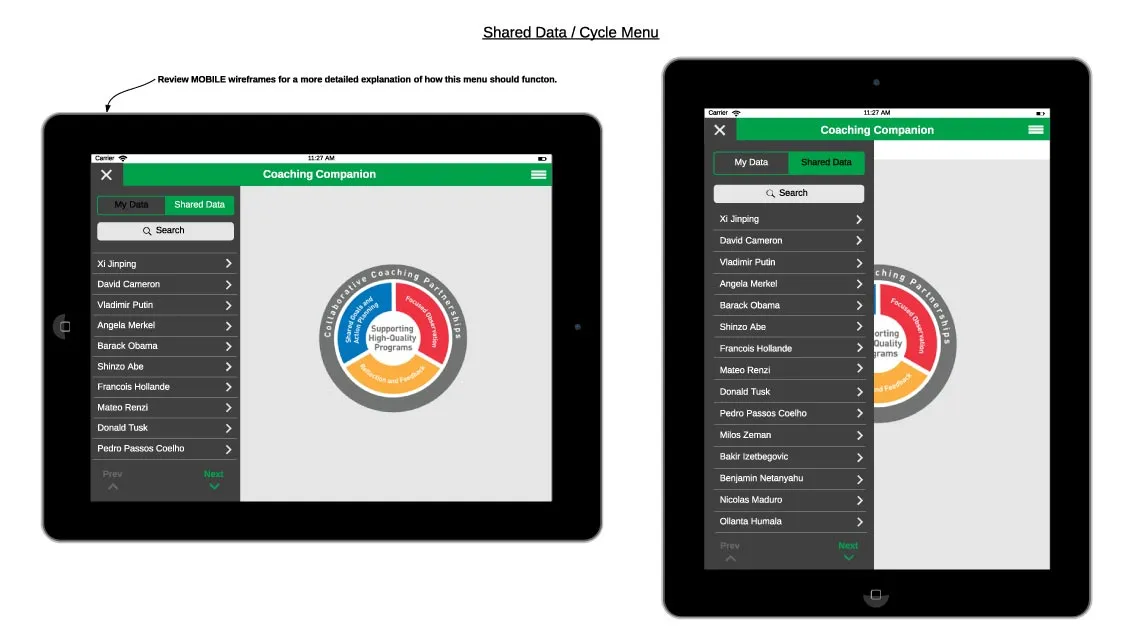 Shared Data / Cycle Menu
Review MOBILE wireframes for a more detailed explanation of how this menu should functon.
Carrier 11:27 AM
Coaching Companion
My Data Shared Data
Search
Xi Jinping
David Cameron
Vladimir Putin
Angela Merkel
Barack Obama
Shinzo Abe
Francois Hollande
Mateo Renzi
Donald Tusk
Pedro Passos Coelho
Prev Next
Collaborative Coaching Partnerships
Shared Goals and
Action Planning
Focused Observation
Reflection and Feedback
Supporting
High-Quality
Programs
Carrier 11:27 AM
Coaching Companion
My Data Shared Data
Search
Xi Jinping
David Cameron
Vladimir Putin
Angela Merkel
Barack Obama
Shinzo Abe
Francois Hollande
Mateo Renzi
Donald Tusk
Pedro Passos Coelho
Milos Zeman
Bakir Izetbegovic
Benjamin Netanyahu
Nicolas Maduro
Ollanta Humala
Prev Next
ching Partnerships
Focused Observation
nd Feedback
orting
Quality
grams